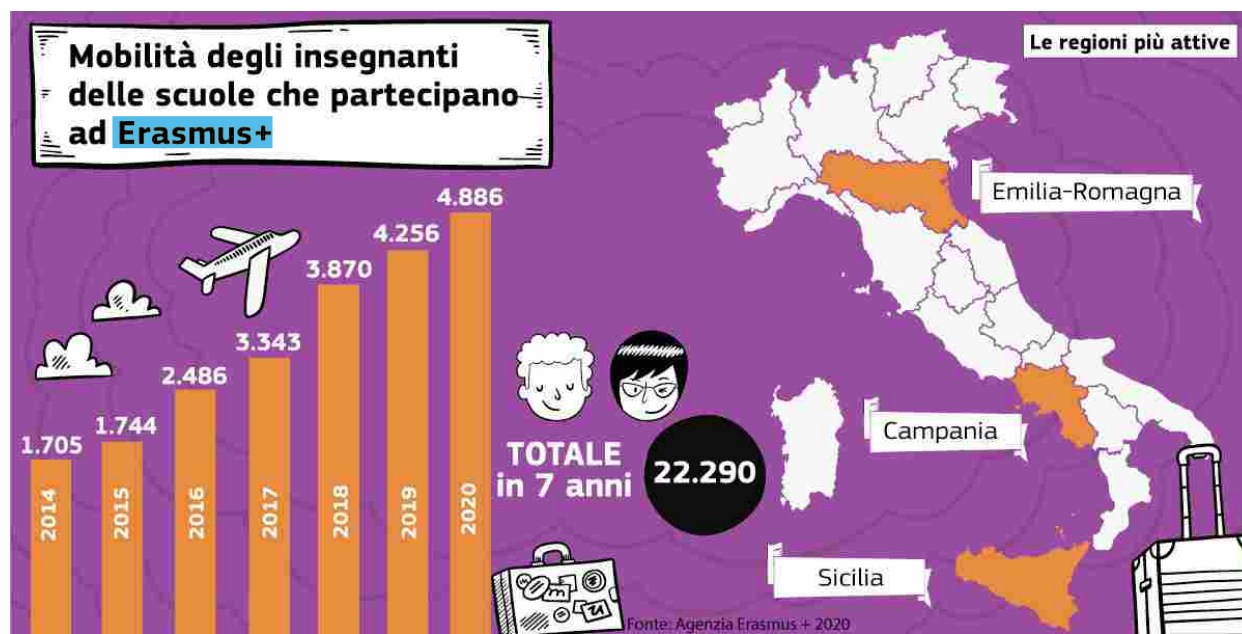 Mobilità degli insegnanti
delle scuole che partecipano
ad Erasmus+
Le regioni più attive
1.705
1.744
2.486
3.343
3.870
4.256
4.886
2014
2015
2016
2017
2018
2019
2020
TOTALE
in 7 anni
22.290
Emilia-Romagna
Campania
Sicilia
Fonte: Agenzia Erasmus + 2020